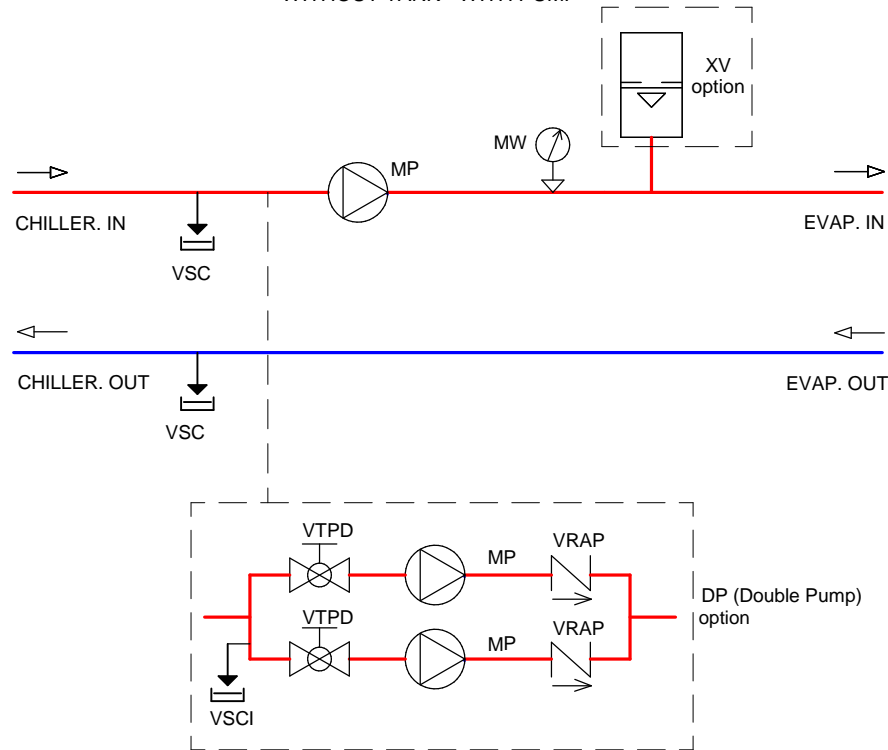 XV
option
MW
MP
CHILLER. IN
EVAP. IN
VSC
CHILLER. OUT
EVAP. OUT
VSC
VTPD
MP
VRAP
DP (Double Pump)
option
VTPD
MP
VRAP
VSCI